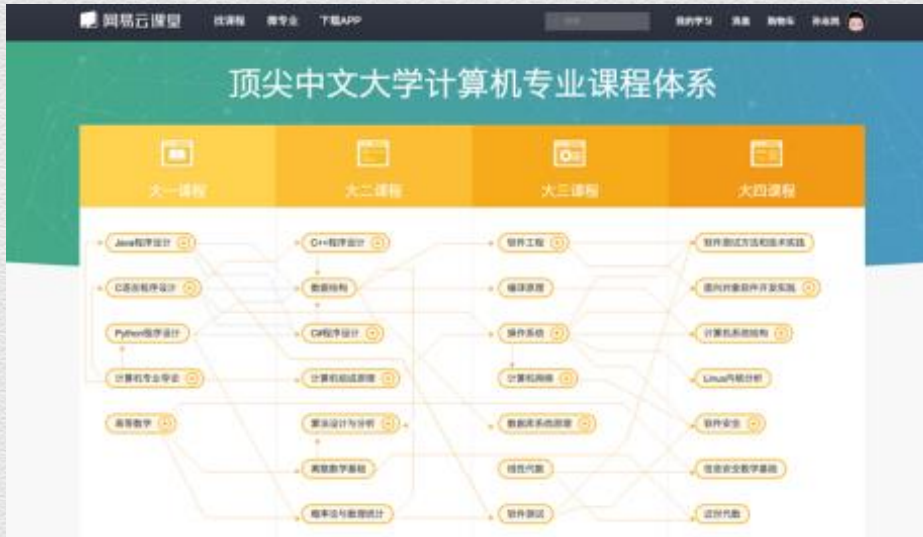 网易云课堂 找课程 微专业 下载APP 我的学习 消息 购物车
顶尖中文大学计算机专业课程体系
大一课程 大二课程 大三课程 大四课程
Java程序设计 C++程序设计 软件工程 软件测试方法和技术实践
C语言程序设计 数据结构 编译原理 面向对象软件开发实践
Python程序设计 C#程序设计 操作系统 计算机系统结构
计算机专业导论 计算机组成原理 计算机网络 Linux内核分析
高等数学 算法设计与分析 数据库系统原理 软件安全
离散数学基础 线性代数 信息安全数学基础
概率论与数理统计 软件测试 近世代数